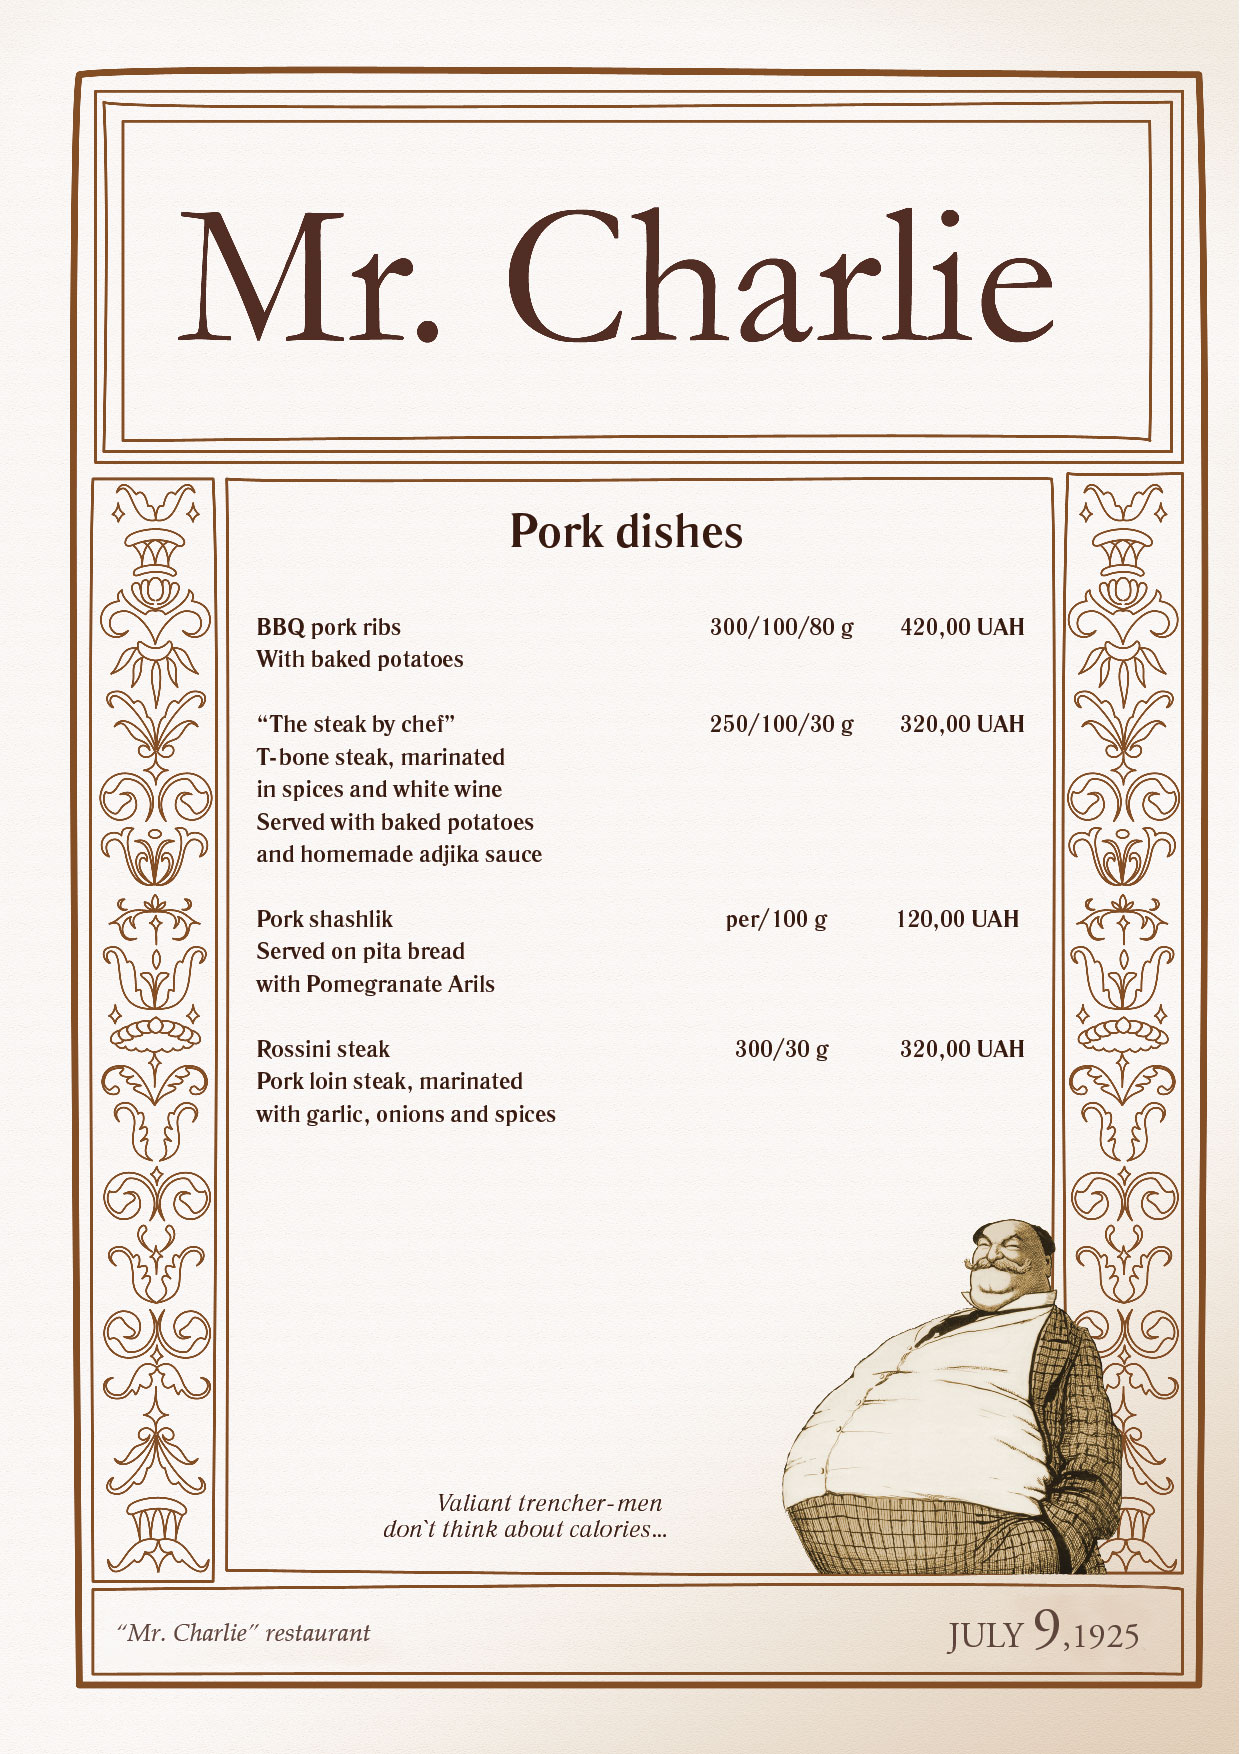 Mr. Charlie
Pork dishes
BBQ pork ribs 300/100/80 g 420,00 UAH
With baked potatoes
“The steak by chef” 250/100/30 g 320,00 UAH
T-bone steak, marinated
in spices and white wine
Served with baked potatoes
and homemade adjika sauce
Pork shashlik per/100 g 120,00 UAH
Served on pita bread
with Pomegranate Arils
Rossini steak 300/30 g 320,00 UAH
Pork loin steak, marinated
with garlic, onions and spices
Valiant trencher-men
don`t think about calories...
“Mr. Charlie” restaurant JULY 9,1925